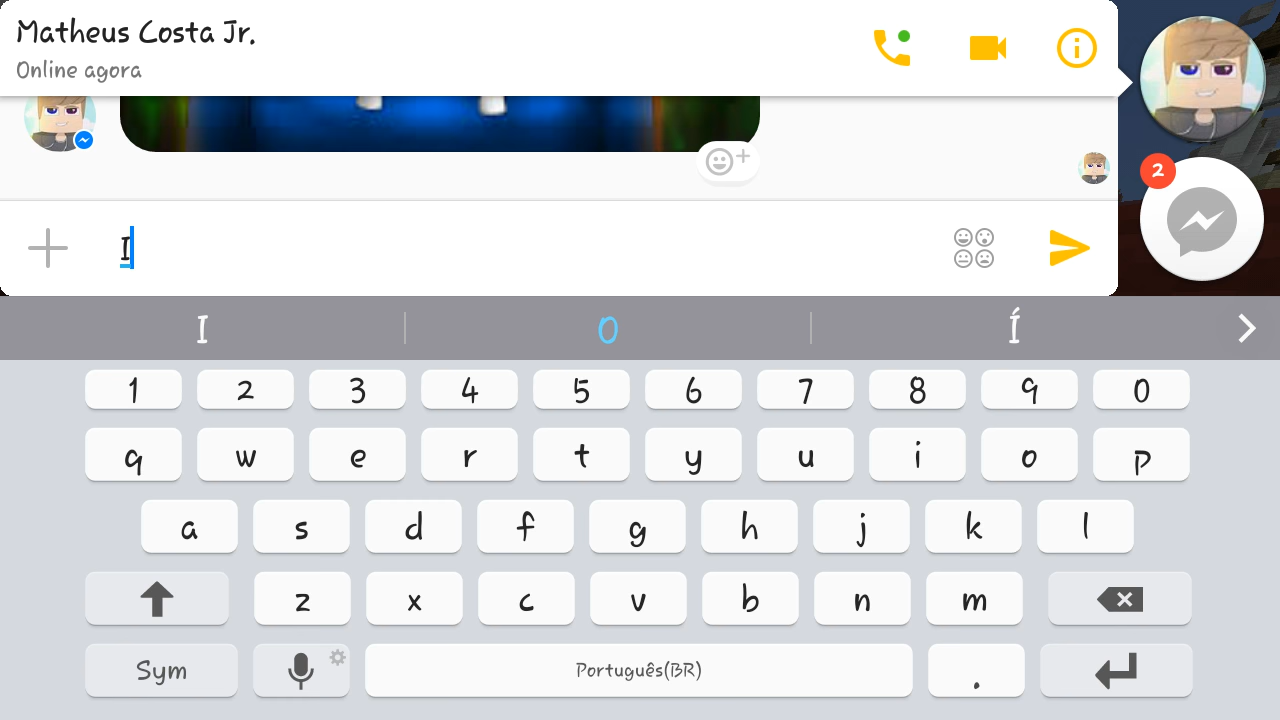 Matheus Costa Jr.
Online agora
2
I
I O Í
1 2 3 4 5 6 7 8 9 0
q w e r t y u i o p
a s d f g h j k l
z x c v b n m
Sym Português(BR) .